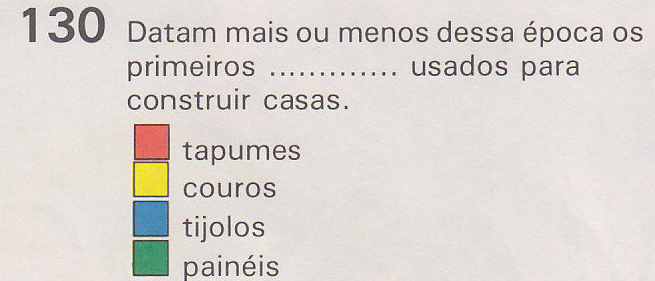 130 Datam mais ou menos dessa época os
primeiros ............. usados para
construir casas.
tapumes
couros
tijolos
painéis